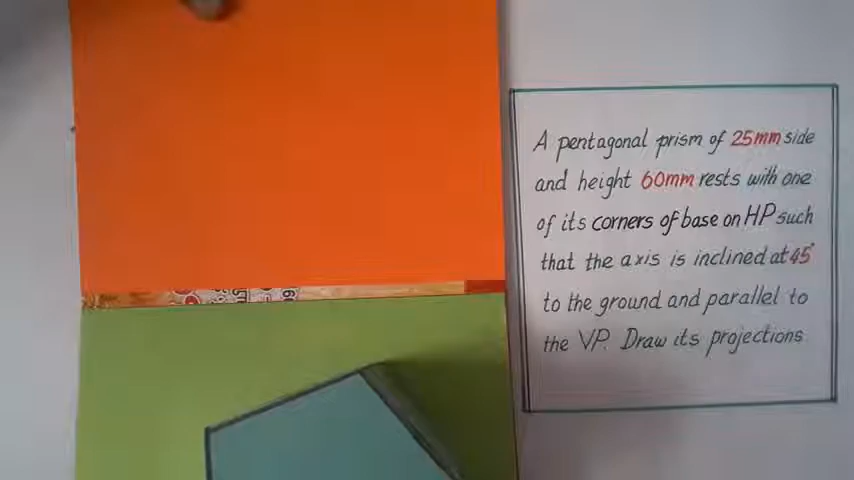 A pentagonal prism of 25mm side
and height 60mm rests with one
of its corners of base on HP such
that the axis is inclined at 45°
to the ground and parallel to
the VP. Draw its projections